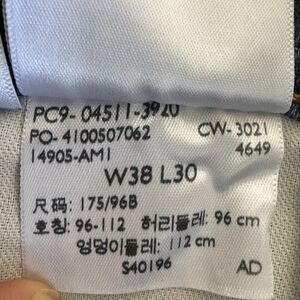 PC9- 04511-3920
PO- 4100507062 CW- 3021
14905-AM1 4649
W38 L30
尺码: 175/96B
호칭: 96-112 허리둘레: 96 cm
엉덩이둘레: 112 cm
S40196 AD